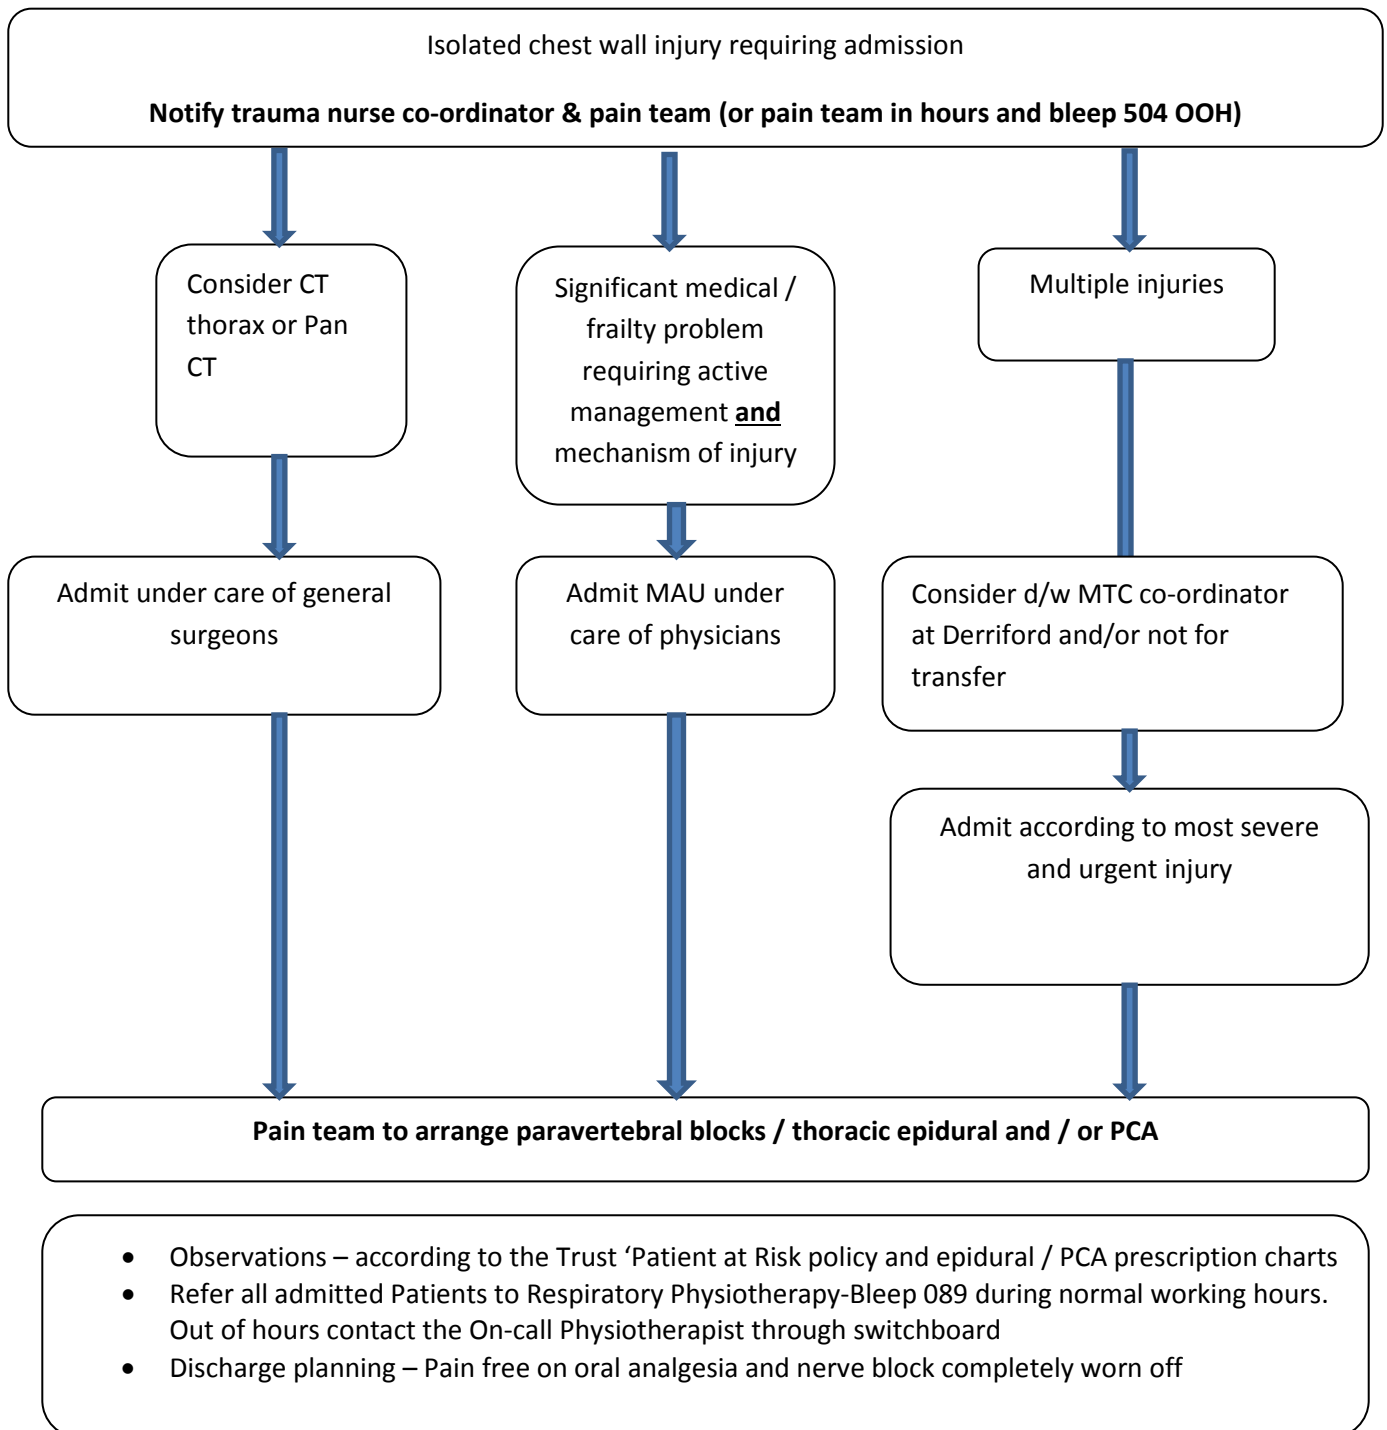 Isolated chest wall injury requiring admission
Notify trauma nurse co-ordinator & pain team (or pain team in hours and bleep 504 OOH)
Consider CT
thorax or Pan
CT
Significant medical /
frailty problem
requiring active
management and
mechanism of injury
Multiple injuries
Admit under care of general
surgeons
Admit MAU under
care of physicians
Consider d/w MTC co-ordinator
at Derriford and/or not for
transfer
Admit according to most severe
and urgent injury
Pain team to arrange paravertebral blocks / thoracic epidural and / or PCA
• Observations – according to the Trust ‘Patient at Risk policy and epidural / PCA prescription charts
• Refer all admitted Patients to Respiratory Physiotherapy-Bleep 089 during normal working hours.
Out of hours contact the On-call Physiotherapist through switchboard
• Discharge planning – Pain free on oral analgesia and nerve block completely worn off